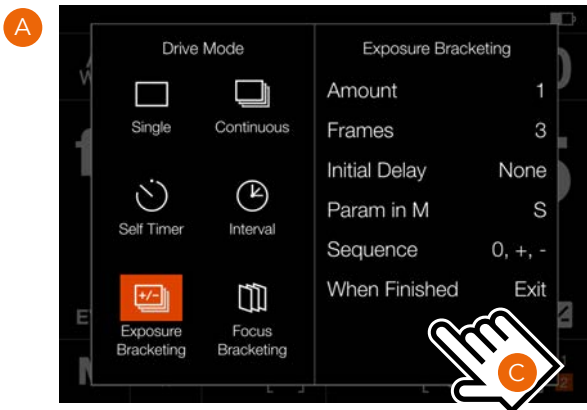 A
Drive Mode
Single
Continuous
Self Timer
Interval
+/-
Exposure
Bracketing
Focus
Bracketing
Exposure Bracketing
Amount 1
Frames 3
Initial Delay None
Param in M S
Sequence 0, +, -
When Finished Exit
C